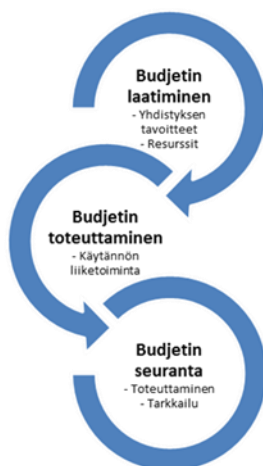 Budjetin
laatiminen
- Yhdistyksen
tavoitteet
- Resurssit
Budjetin
toteuttaminen
- Käytännön
liiketoiminta
Budjetin
seuranta
- Toteuttaminen
- Tarkkailu